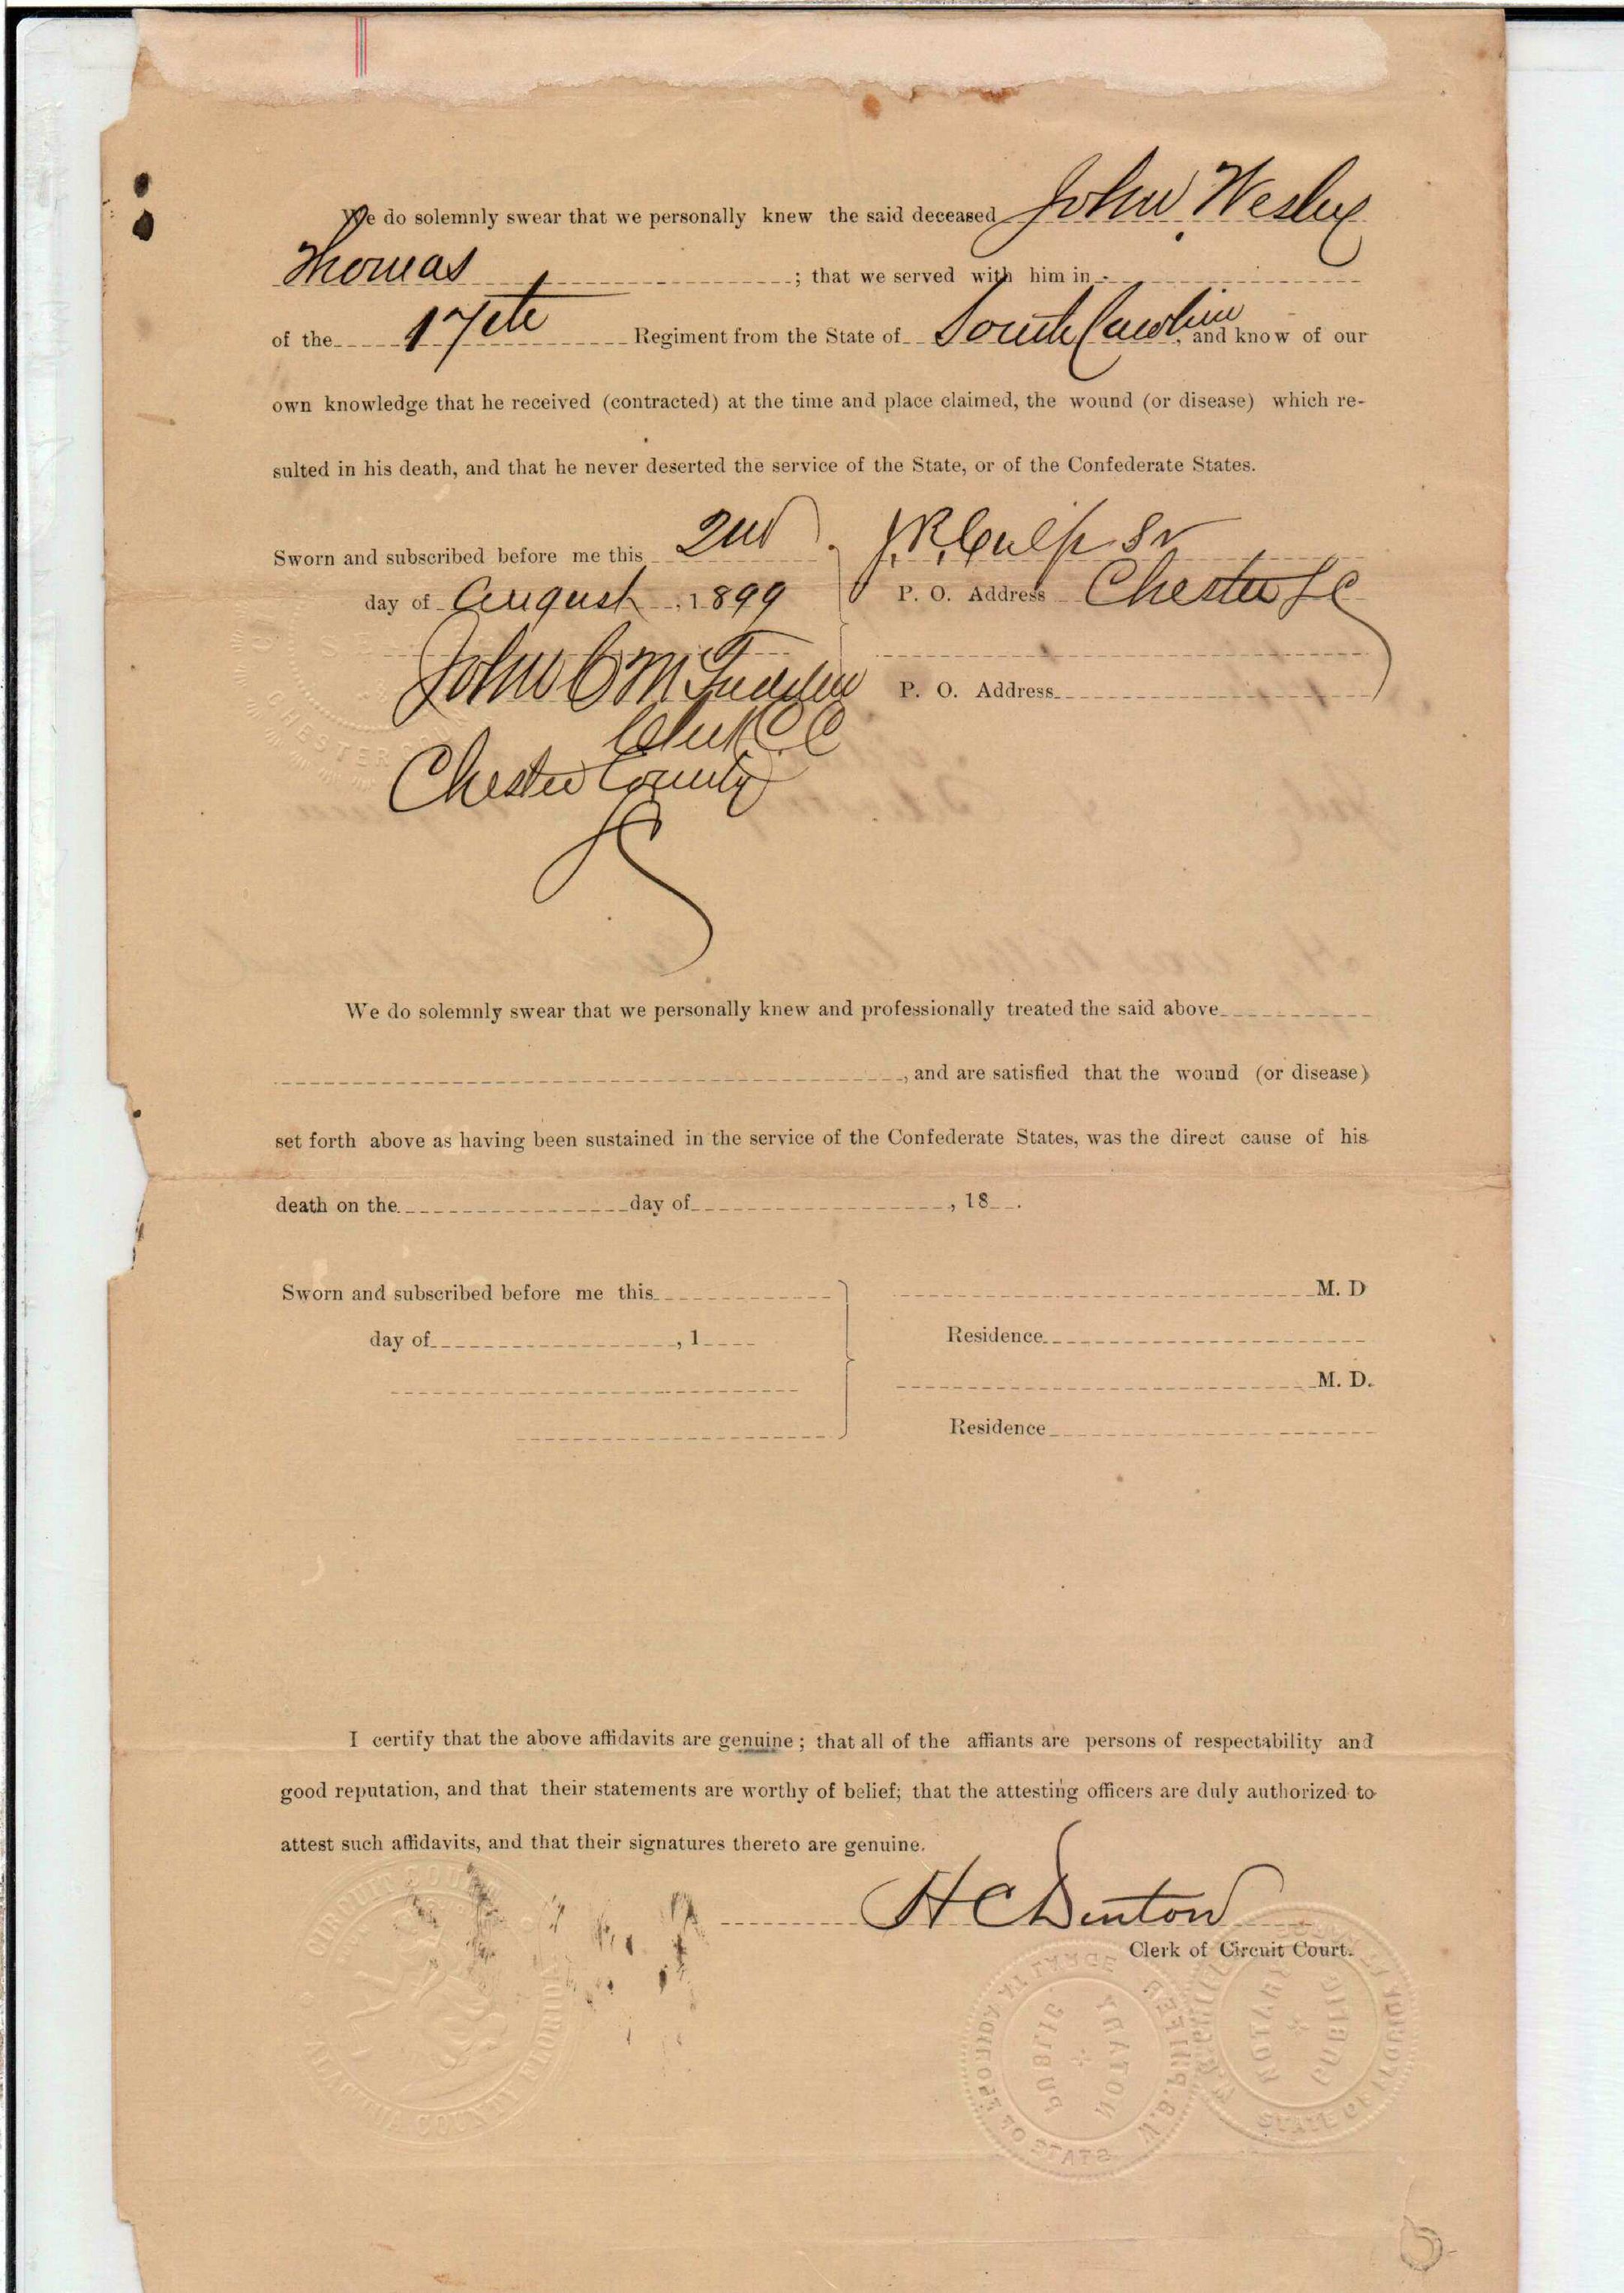 We do solemnly swear that we personally knew the said deceased John Wesley
Thomas ; that we served with him in
of the 17th Regiment from the State of South Carolina, and know of our
own knowledge that he received (contracted) at the time and place claimed, the wound (or disease) which re-
sulted in his death, and that he never deserted the service of the State, or of the Confederate States.
Sworn and subscribed before me this 2nd J.R. Culp Sr
day of August, 1899 P. O. Address Chester S C
John C McFadden P. O. Address
Clerk C C
Chester County
S C
We do solemnly swear that we personally knew and professionally treated the said above
, and are satisfied that the wound (or disease)
set forth above as having been sustained in the service of the Confederate States, was the direct cause of his
death on the day of , 18 .
Sworn and subscribed before me this M. D
day of , 1 Residence
M. D.
Residence
I certify that the above affidavits are genuine; that all of the affiants are persons of respectability and
good reputation, and that their statements are worthy of belief; that the attesting officers are duly authorized to
attest such affidavits, and that their signatures thereto are genuine.
H C Denton
Clerk of Circuit Court.
CIRCUIT COURT
ALACHUA COUNTY FLORIDA
NOTARY PUBLIC
STATE OF FLORIDA
NOTARY PUBLIC
W.B. PHIFER
STATE OF FLORIDA AT LARGE
CHESTER CO